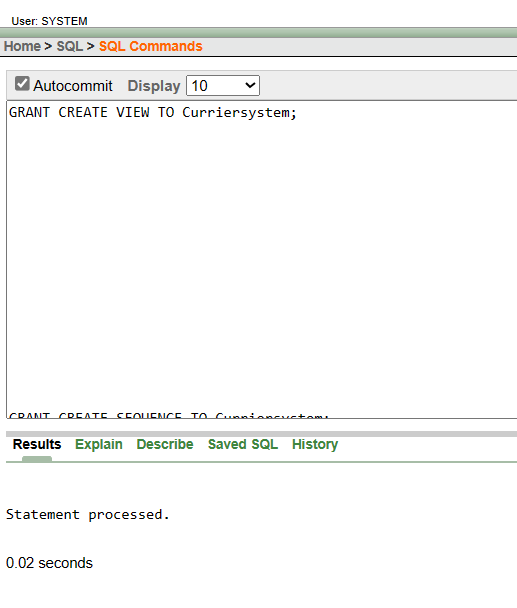 User: SYSTEM
Home > SQL > SQL Commands
Autocommit Display 10
GRANT CREATE VIEW TO Curriersystem;
GRANT CREATE SEQUENCE TO Curriersystem;
Results Explain Describe Saved SQL History
Statement processed.
0.02 seconds